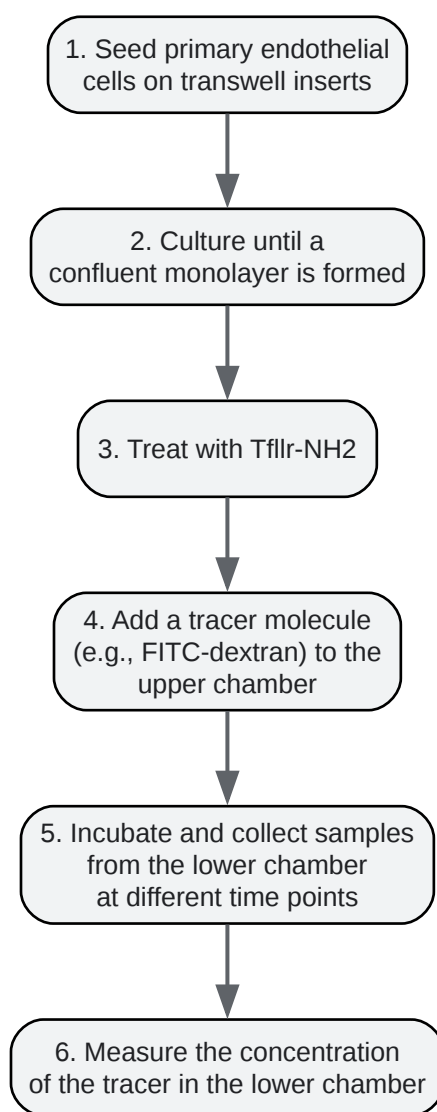 1. Seed primary endothelial
cells on transwell inserts
2. Culture until a
confluent monolayer is formed
3. Treat with Tfllr-NH2
4. Add a tracer molecule
(e.g., FITC-dextran) to the
upper chamber
5. Incubate and collect samples
from the lower chamber
at different time points
6. Measure the concentration
of the tracer in the lower chamber